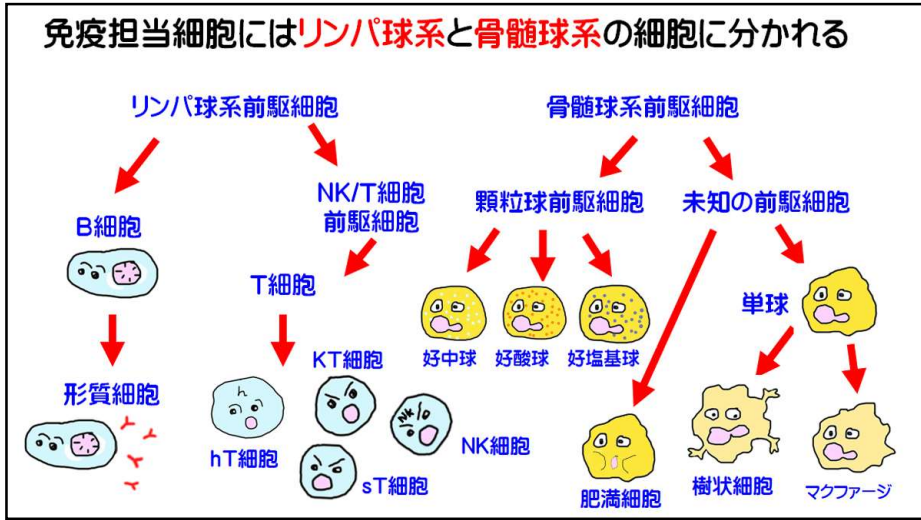 免疫担当細胞にはリンパ球系と骨髄球系の細胞に分かれる
リンパ球系前駆細胞
骨髄球系前駆細胞
NK/T細胞
前駆細胞
顆粒球前駆細胞
未知の前駆細胞
B細胞
T細胞
単球
KT細胞
好中球
好酸球
好塩基球
形質細胞
h
NK
hT細胞
NK細胞
sT細胞
肥満細胞
樹状細胞
マクファージ